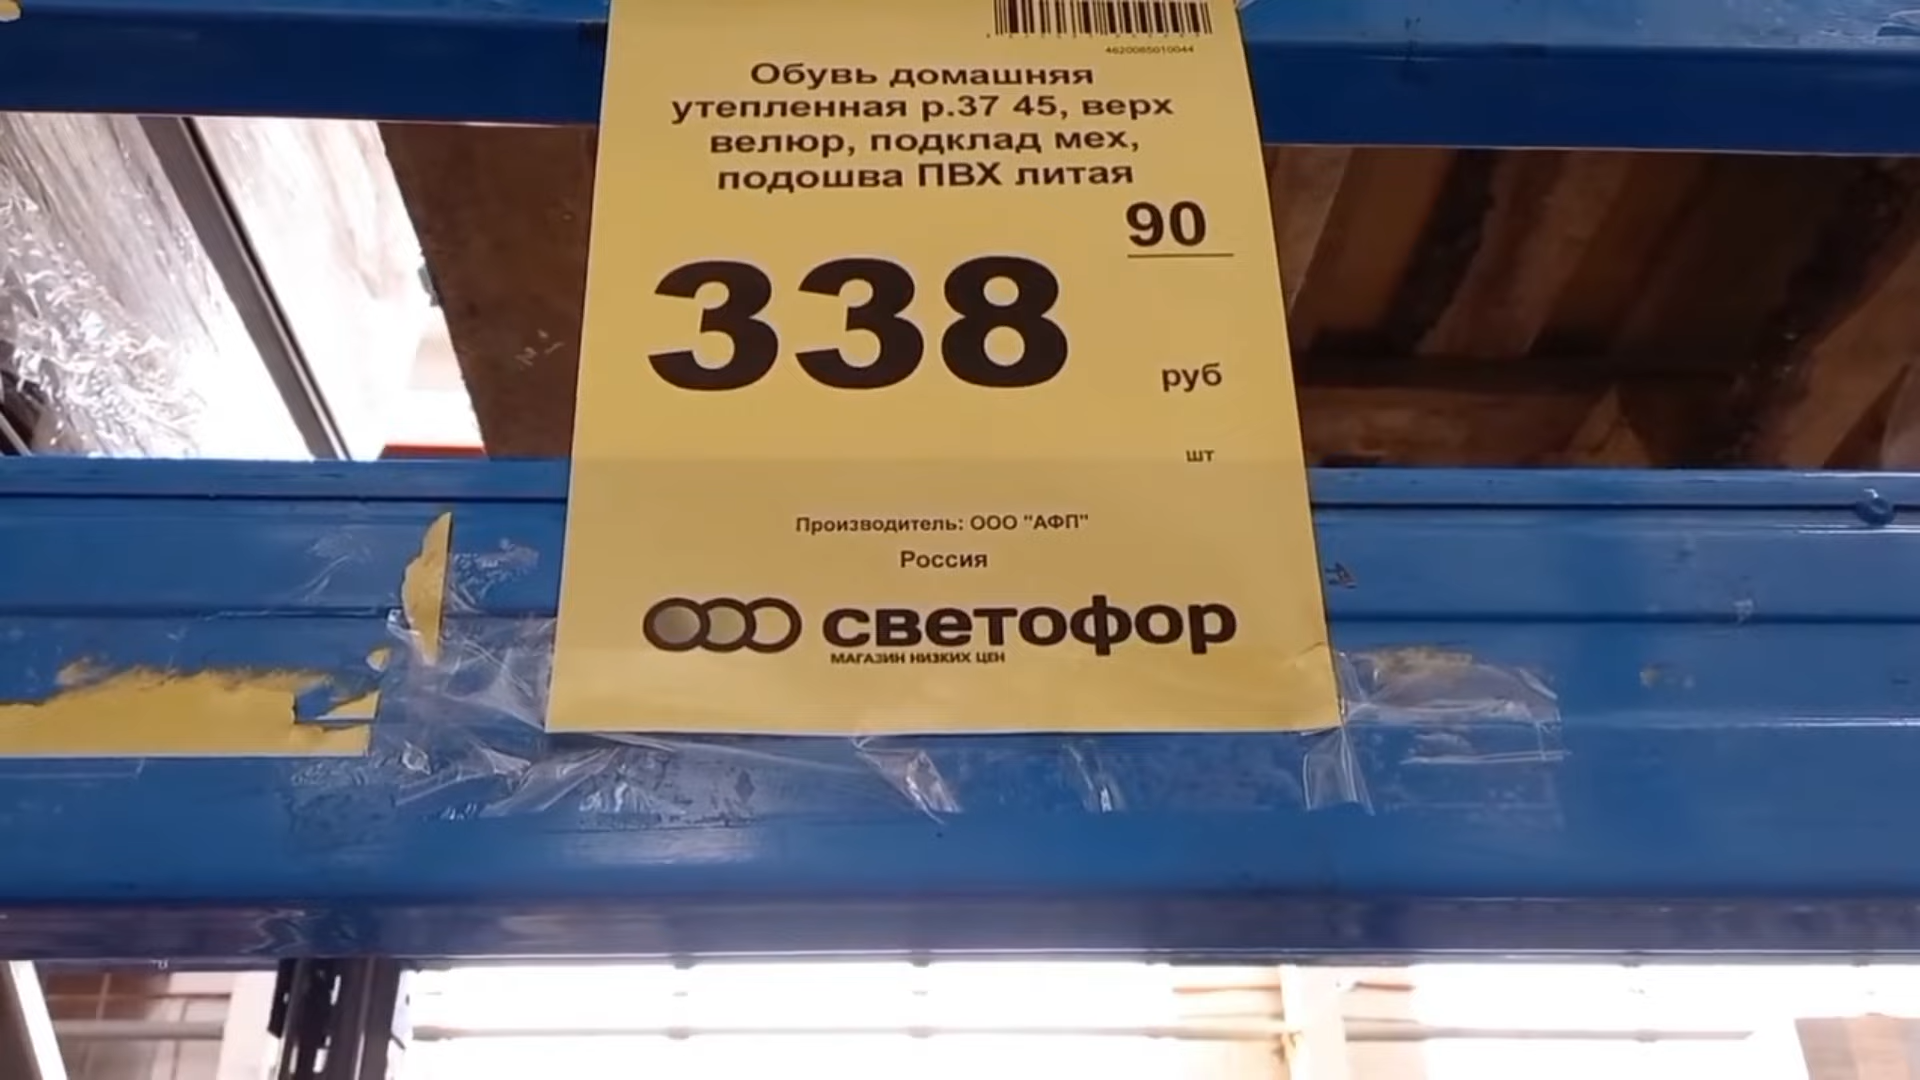 4620085010044
Обувь домашняя
утепленная р.37 45, верх
велюр, подклад мех,
подошва ПВХ литая
90
338
руб
шт
Производитель: ООО "АФП"
Россия
светофор
МАГАЗИН НИЗКИХ ЦЕН